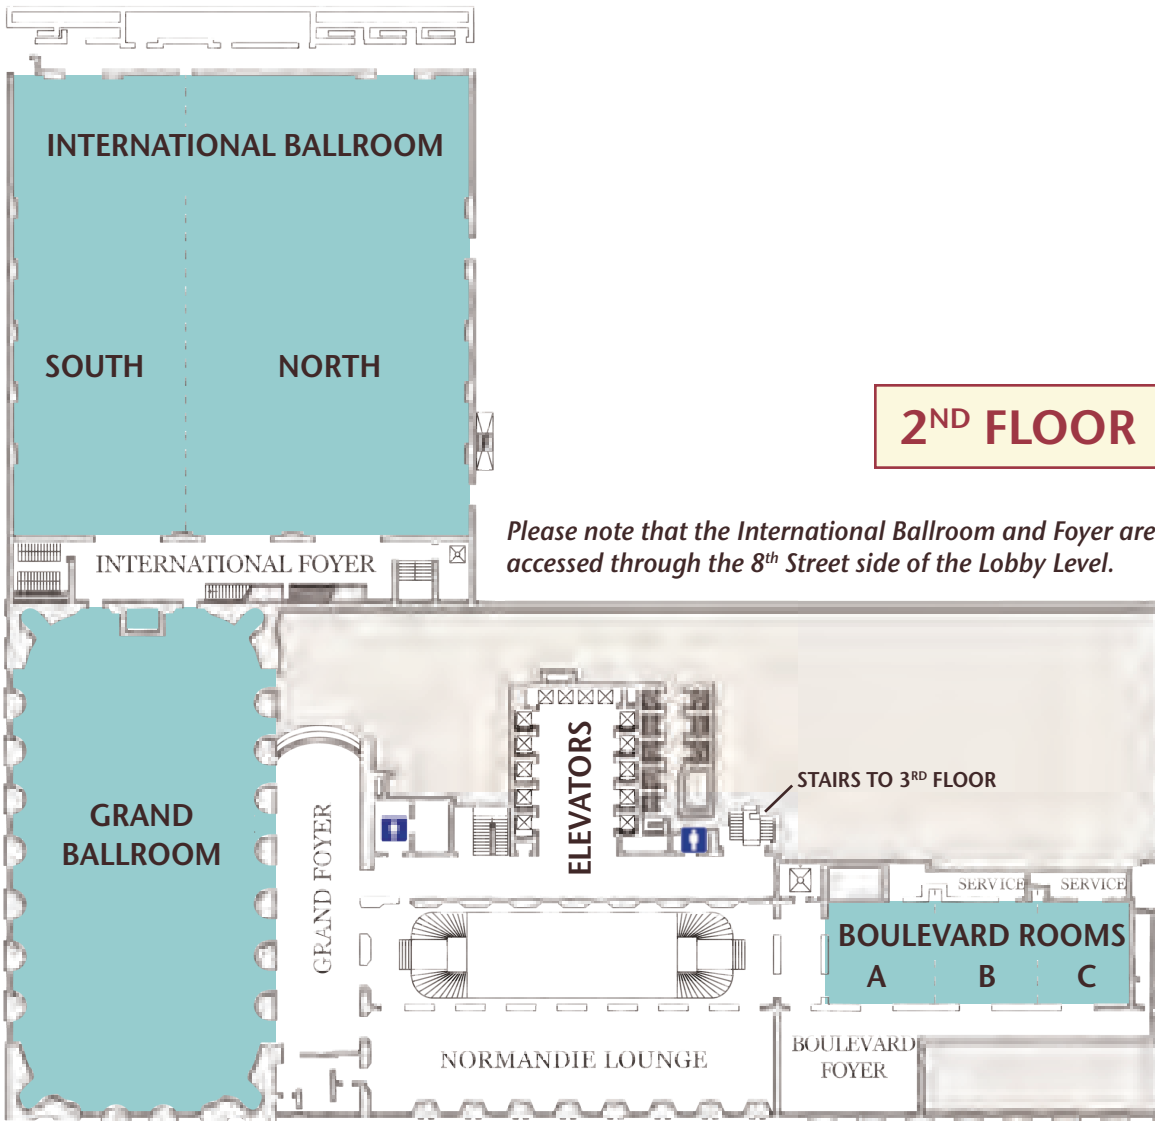 INTERNATIONAL BALLROOM
SOUTH
NORTH
2ND FLOOR
Please note that the International Ballroom and Foyer are
accessed through the 8th Street side of the Lobby Level.
INTERNATIONAL FOYER
GRAND
BALLROOM
GRAND FOYER
ELEVATORS
STAIRS TO 3RD FLOOR
SERVICE
SERVICE
BOULEVARD ROOMS
A
B
C
NORMANDIE LOUNGE
BOULEVARD
FOYER